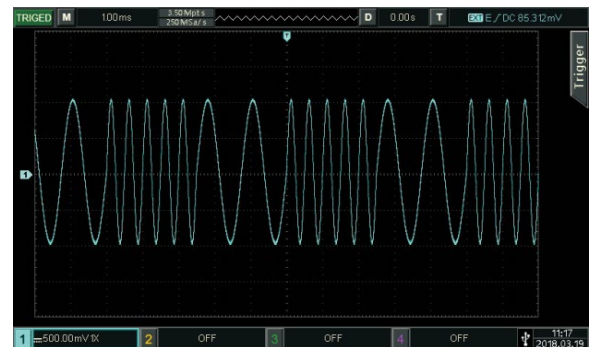 TRIGED M 100ms 3.50Mpts D 0.00s T EXT E DC 85.312mV
250MSa/s
T
Trigger
1
1 500.00mV 1X 2 OFF 3 OFF 4 OFF 11:17
2018.03.19